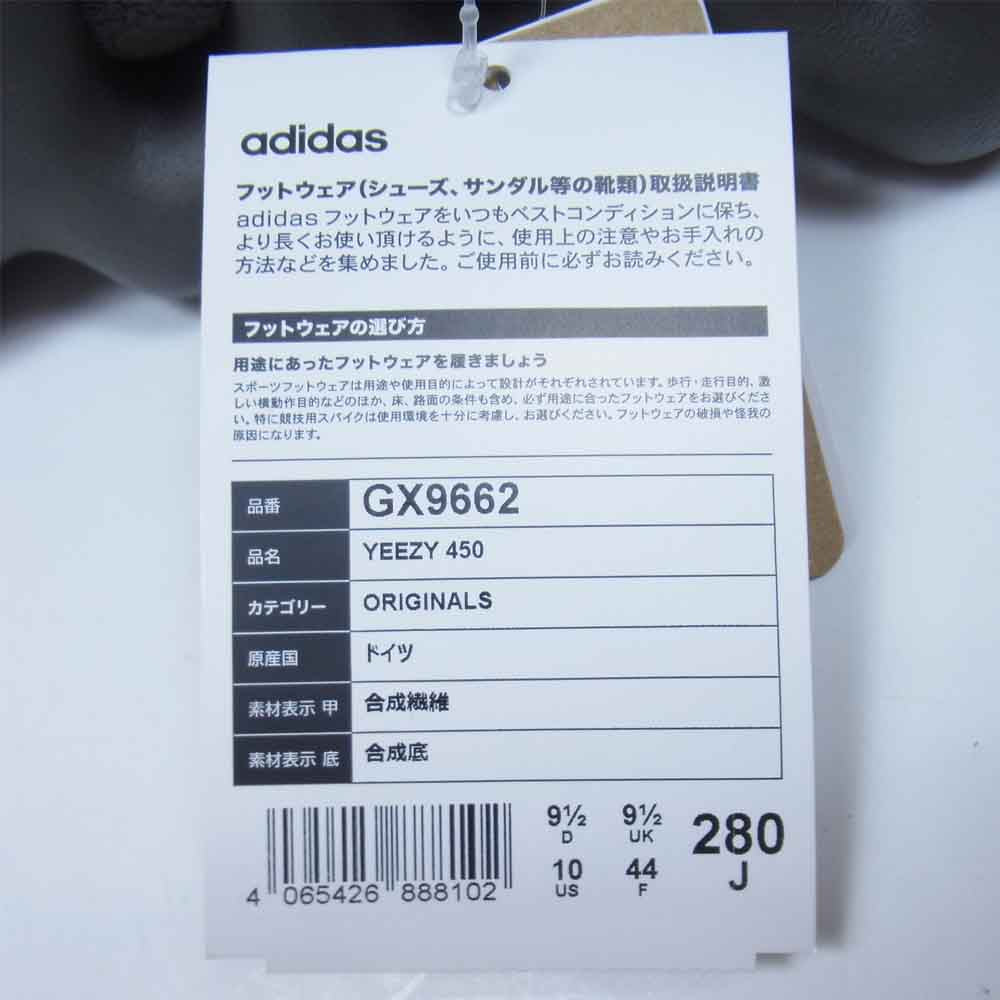 adidas
フットウェア(シューズ、サンダル等の靴類)取扱説明書
adidas フットウェアをいつもベストコンディションに保ち、
より長くお使い頂けるように、使用上の注意やお手入れの
方法などを集めました。ご使用前に必ずお読みください。
フットウェアの選び方
用途にあったフットウェアを履きましょう
スポーツフットウェアは用途や使用目的によって設計がそれぞれされています。歩行・走行目的、激
しい横動作目的などのほか、床、路面の条件も含め、必ず用途に合ったフットウェアをお選びくださ
い。特に競技用スパイクは使用環境を十分に考慮し、お選びください。フットウェアの破損や怪我の
原因になります。
品番 GX9662
品名 YEEZY 450
カテゴリー ORIGINALS
原産国 ドイツ
素材表示 甲 合成繊維
素材表示 底 合成底
9½ 9½ 280
D UK J
10 44
US F
4 065426 888102